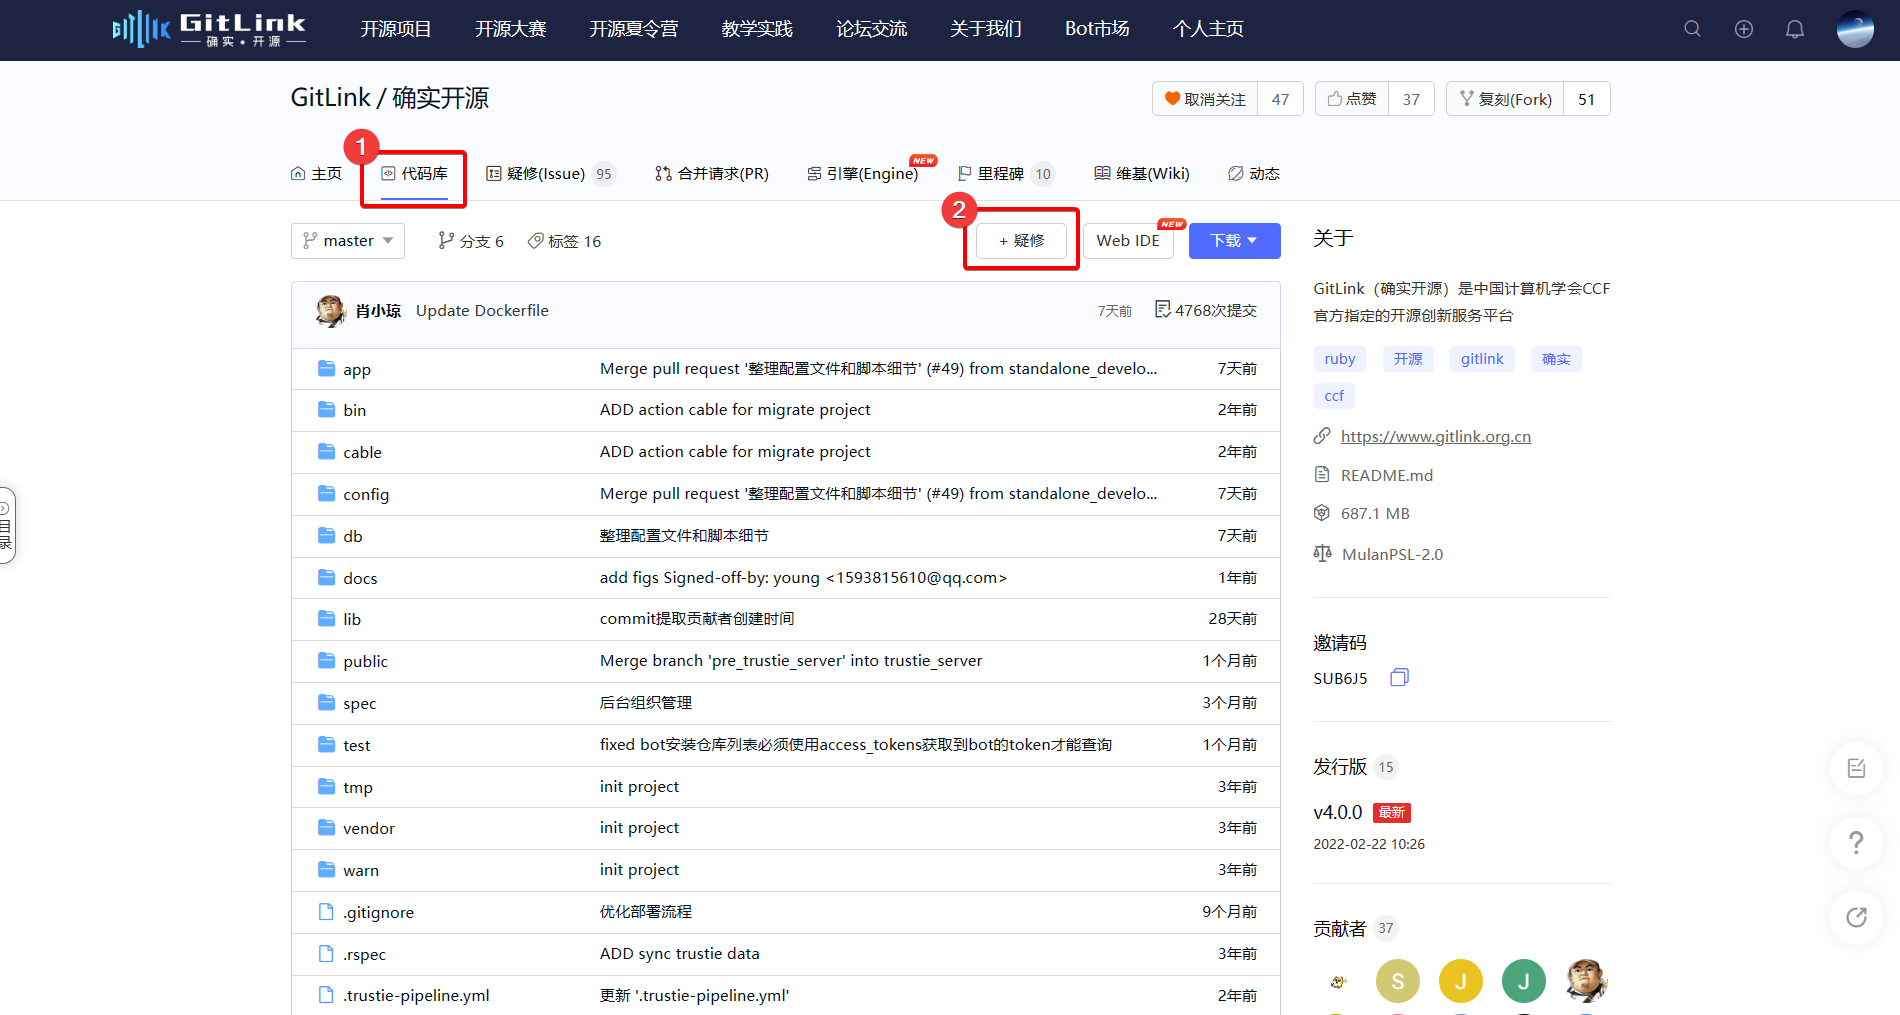 GitLink 开源项目 开源大赛 开源夏令营 教学实践 论坛交流 关于我们 Bot市场 个人主页
确实·开源
GitLink / 确实开源 取消关注 47 点赞 37 复刻(Fork) 51
1
主页 代码库 疑修(Issue) 95 合并请求(PR) 引擎(Engine) NEW 里程碑 10 维基(Wiki) 动态
2
master 分支 6 标签 16 + 疑修 Web IDE NEW 下载
肖小琼 Update Dockerfile 7天前 4768次提交
app Merge pull request '整理配置文件和脚本细节' (#49) from standalone_develo... 7天前
bin ADD action cable for migrate project 2年前
cable ADD action cable for migrate project 2年前
config Merge pull request '整理配置文件和脚本细节' (#49) from standalone_develo... 7天前
db 整理配置文件和脚本细节 7天前
docs add figs Signed-off-by: young <1593815610@qq.com> 1年前
lib commit提取贡献者创建时间 28天前
public Merge branch 'pre_trustie_server' into trustie_server 1个月前
spec 后台组织管理 3个月前
test fixed bot安装仓库列表必须使用access_tokens获取到bot的token才能查询 1个月前
tmp init project 3年前
vendor init project 3年前
warn init project 3年前
.gitignore 优化部署流程 9个月前
.rspec ADD sync trustie data 3年前
.trustie-pipeline.yml 更新 '.trustie-pipeline.yml' 2年前
关于
GitLink（确实开源）是中国计算机学会CCF
官方指定的开源创新服务平台
ruby 开源 gitlink 确实
ccf
https://www.gitlink.org.cn
README.md
687.1 MB
MulanPSL-2.0
邀请码
SUB6J5
发行版 15
v4.0.0 最新
2022-02-22 10:26
贡献者 37
S J J
目
录
?